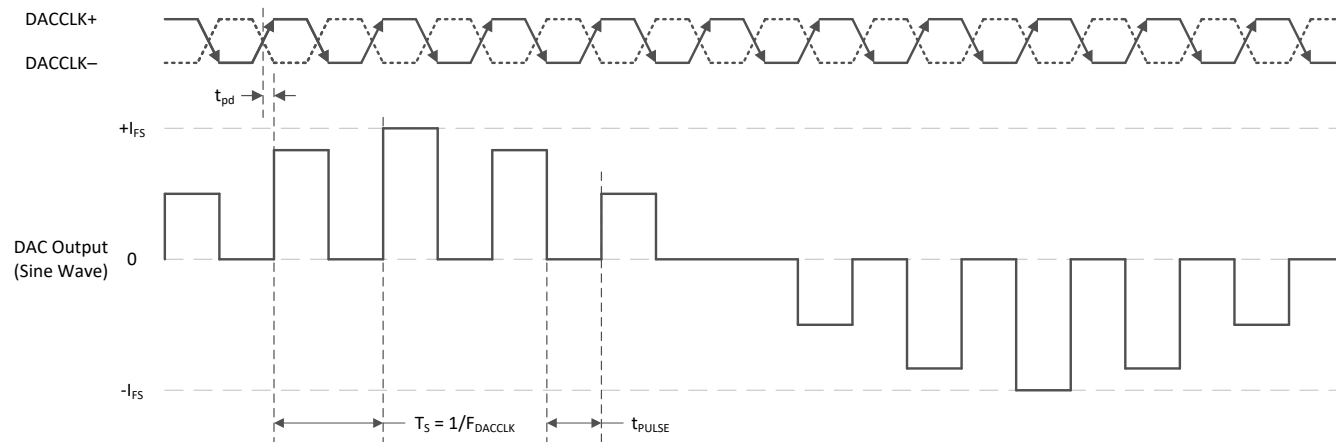 DACCLK+
DACCLK–
tpd
+IFS
DAC Output
(Sine Wave)
0
-IFS
TS = 1/FDACCLK
tPULSE